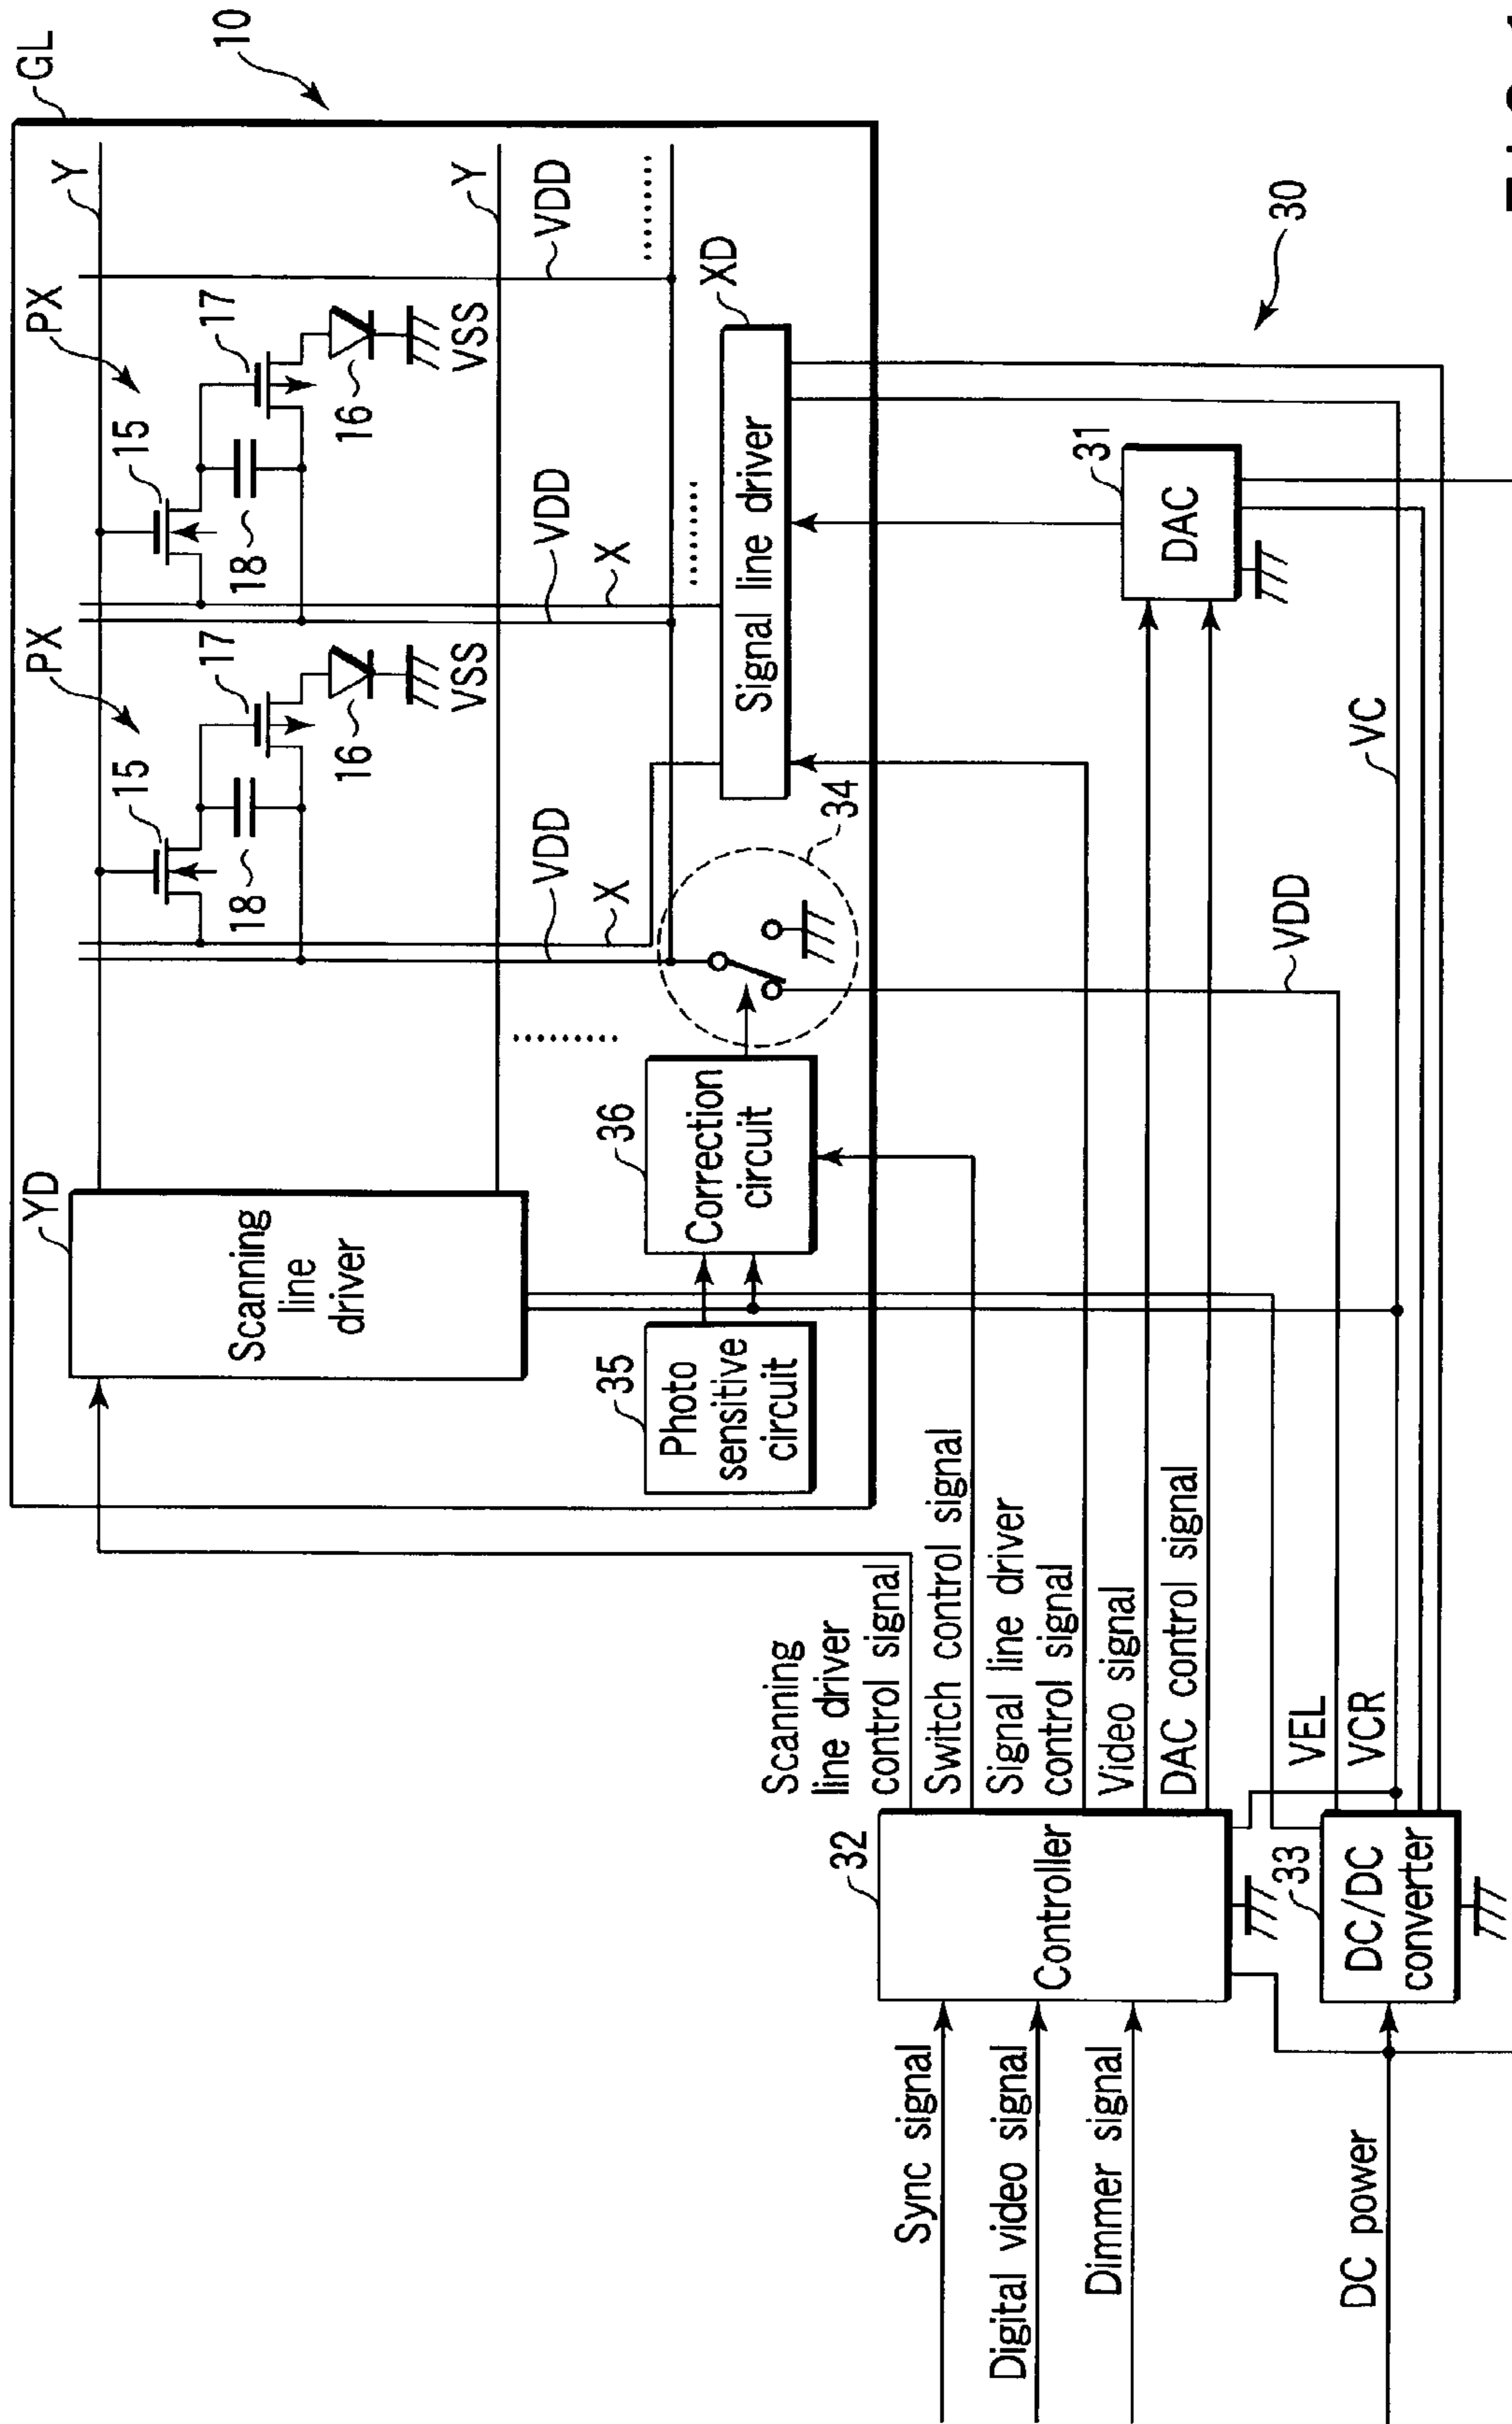 GL
10
YD
Y
PX
PX
15
15
17
17
18
18
16
16
VSS
VSS
Y
Scanning
line
driver
VDD
VDD
VDD
X
X
XD
Signal line driver
34
36
Correction
circuit
35
Photo
sensitive
circuit
30
31
DAC
VC
VDD
Scanning
line driver
control signal
Switch control signal
Signal line driver
control signal
Video signal
DAC control signal
VEL
VCR
32
Controller
33
DC/DC
converter
Sync signal
Digital video signal
Dimmer signal
DC power